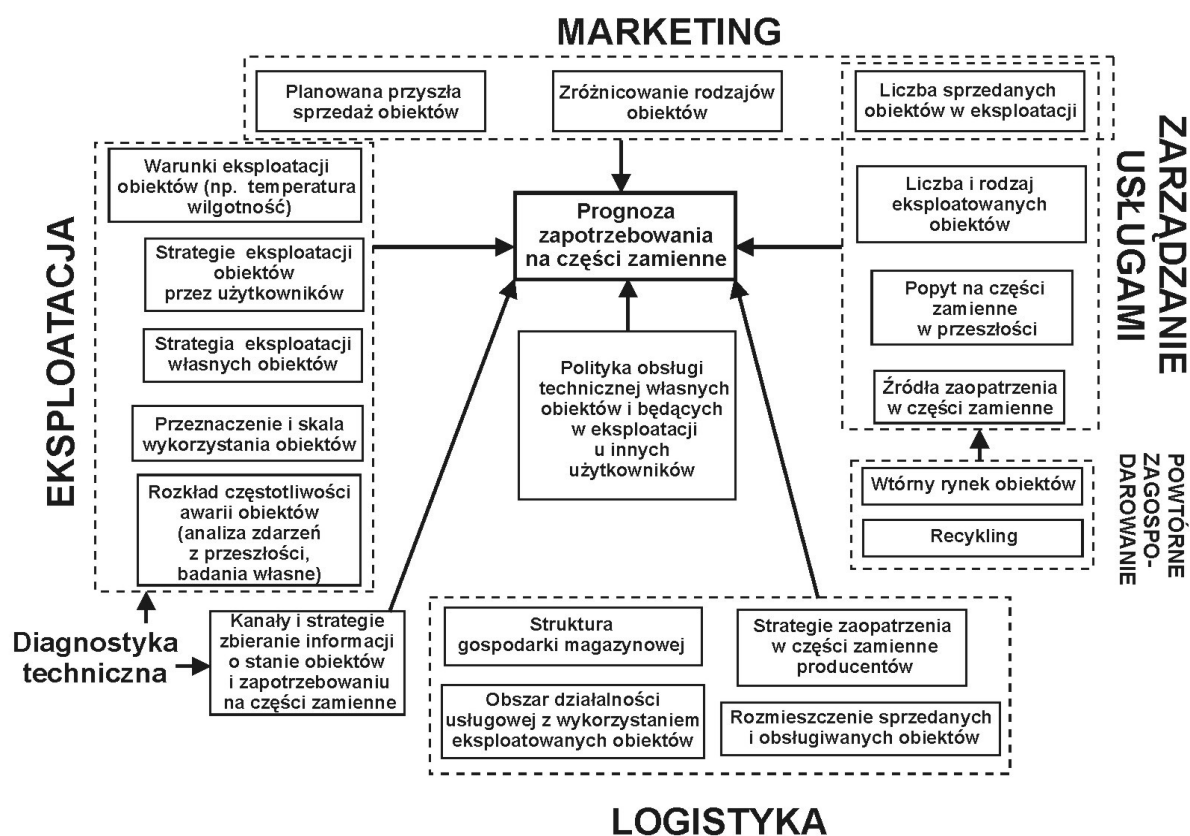 MARKETING
Planowana przyszła
sprzedaż obiektów
Zróżnicowanie rodzajów
obiektów
Liczba sprzedanych
obiektów w eksploatacji
ZARZĄDZANIE
USŁUGAMI
EKSPLOATACJA
Warunki eksploatacji
obiektów (np. temperatura
wilgotność)
Strategie eksploatacji
obiektów
przez użytkowników
Strategia eksploatacji
własnych obiektów
Przeznaczenie i skala
wykorzystania obiektów
Rozkład częstotliwości
awarii obiektów
(analiza zdarzeń
z przeszłości,
badania własne)
Prognoza
zapotrzebowania
na części zamienne
Polityka obsługi
technicznej własnych
obiektów i będących
w eksploatacji
u innych
użytkowników
Liczba i rodzaj
eksploatowanych
obiektów
Popyt na części
zamienne
w przeszłości
Źródła zaopatrzenia
w części zamienne
Wtórny rynek obiektów
Recykling
POWTÓRNE
ZAGOSPO-
DAROWANIE
Diagnostyka
techniczna
Kanały i strategie
zbieranie informacji
o stanie obiektów
i zapotrzebowaniu
na części zamienne
Struktura
gospodarki magazynowej
Strategie zaopatrzenia
w części zamienne
producentów
Obszar działalności
usługowej z wykorzystaniem
eksploatowanych obiektów
Rozmieszczenie sprzedanych
i obsługiwanych obiektów
LOGISTYKA